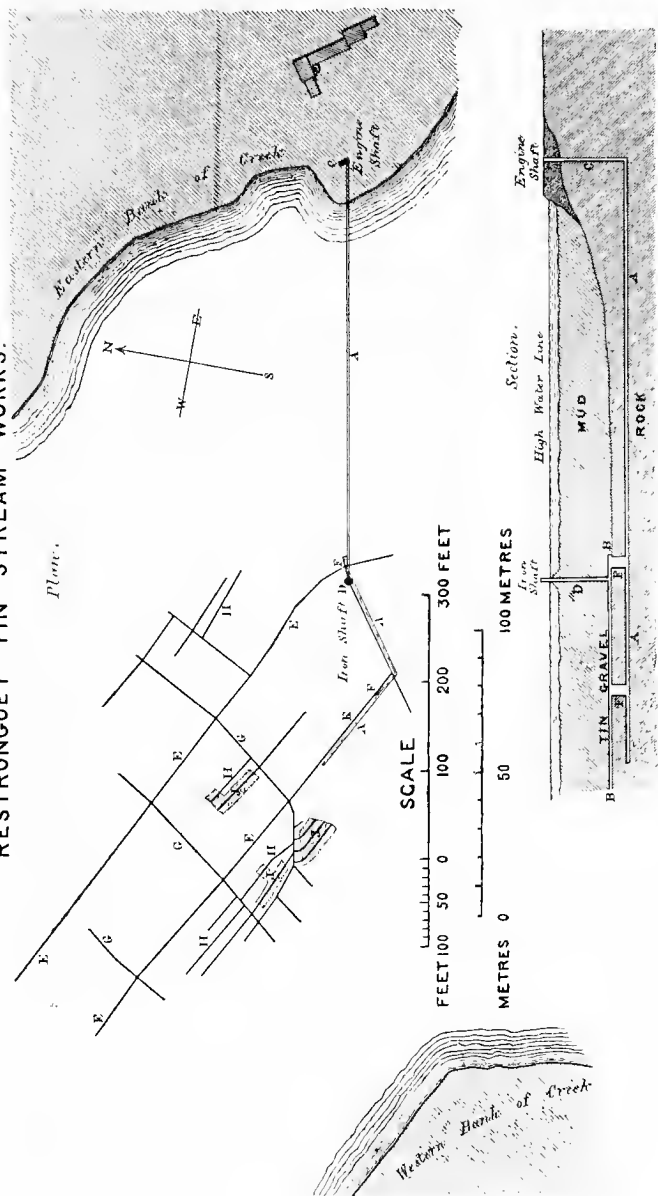 RESTRONGUET TIN STREAM WORKS.
Plan.
Eastern Bank of Creek
N
W E
S
C
Engine
Shaft
A
Iron Shaft D
F
A
F
E
A
E
E
E
E
E
E
G
G
G
H
H
H
H
K
J
Western Bank of Creek
SCALE
FEET 100 50 0 100 200 300 FEET
METRES 0 50 100 METRES
Section.
High Water Line
Iron
Shaft
Engine
Shaft
MUD
D
C
B
B
TIN GRAVEL
F
F
A
A
ROCK